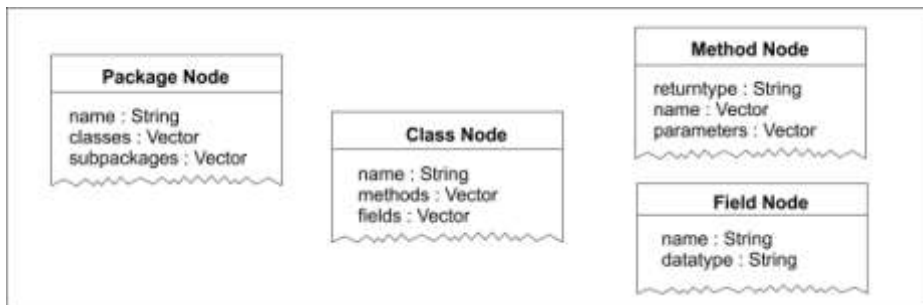 Package Node
name : String
classes : Vector
subpackages : Vector
Class Node
name : String
methods : Vector
fields : Vector
Method Node
returntype : String
name : Vector
parameters : Vector
Field Node
name : String
datatype : String